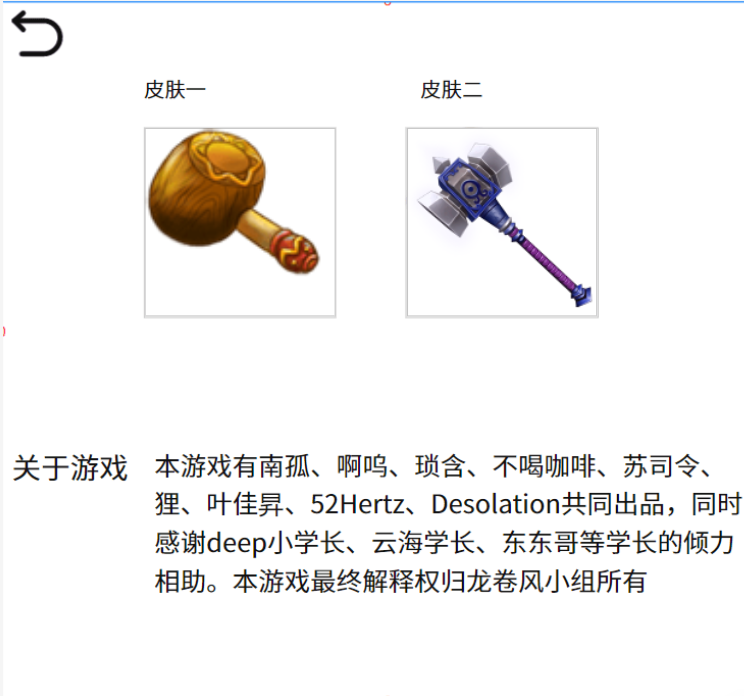 皮肤一 皮肤二
关于游戏 本游戏有南孤、啊呜、琐含、不喝咖啡、苏司令、
狸、叶佳昇、52Hertz、Desolation共同出品，同时
感谢deep小学长、云海学长、东东哥等学长的倾力
相助。本游戏最终解释权归龙卷风小组所有